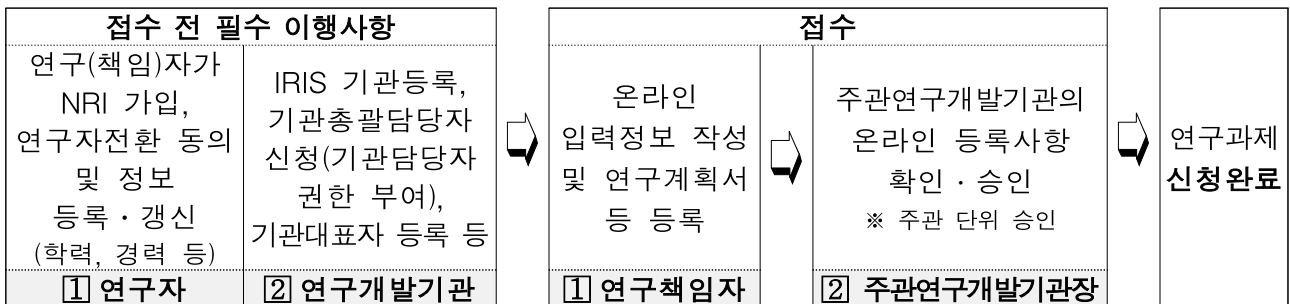 접수 전 필수 이행사항
연구(책임)자가
NRI 가입,
연구자전환 동의
및 정보
등록·갱신
(학력, 경력 등)
1 연구자
IRIS 기관등록,
기관총괄담당자
신청(기관담당자
권한 부여),
기관대표자 등록 등
2 연구개발기관
접수
온라인
입력정보 작성
및 연구계획서
등 등록
1 연구책임자
주관연구개발기관의
온라인 등록사항
확인·승인
※ 주관 단위 승인
2 주관연구개발기관장
연구과제
신청완료